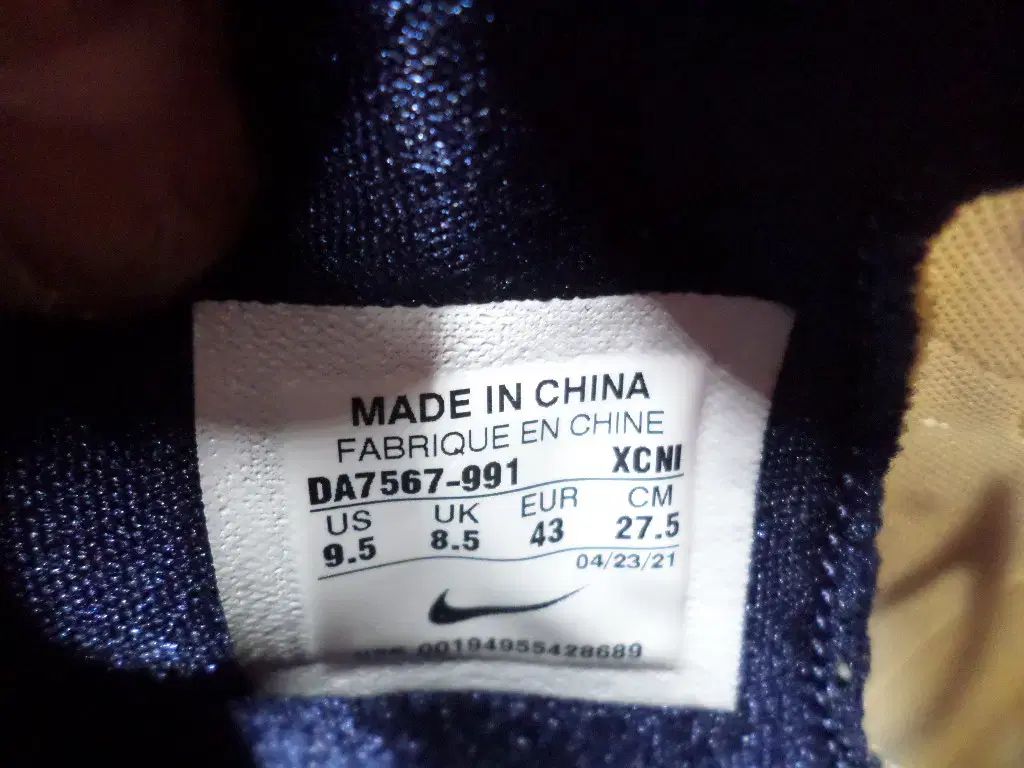 MADE IN CHINA
FABRIQUE EN CHINE
DA7567-991 XCNI
US UK EUR CM
9.5 8.5 43 27.5
04/23/21
00194955428689